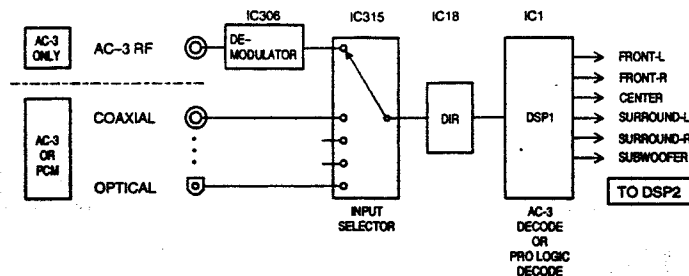 IC306
IC315
IC18
IC1
AC-3
ONLY
AC-3 RF
DE-
MODULATOR
FRONT-L
FRONT-R
CENTER
SURROUND-L
SURROUND-R
SUBWOOFER
COAXIAL
AC-3
OR
PCM
DIR
DSP1
OPTICAL
TO DSP2
INPUT
SELECTOR
AC-3
DECODE
OR
PRO LOGIC
DECODE